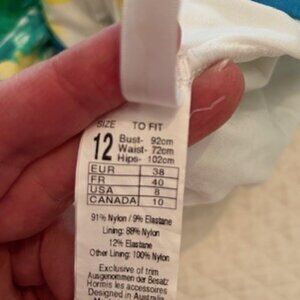 SIZE TO FIT
12 Bust- 92cm
Waist- 72cm
Hips- 102cm
EUR 38
FR 40
USA 8
CANADA 10
91% Nylon / 9% Elastane
Lining: 88% Nylon
12% Elastane
Other Lining: 100% Nylon
Exclusive of trim
Ausgenommen der Besatz
Hormis les accessoires
Designed in Australia